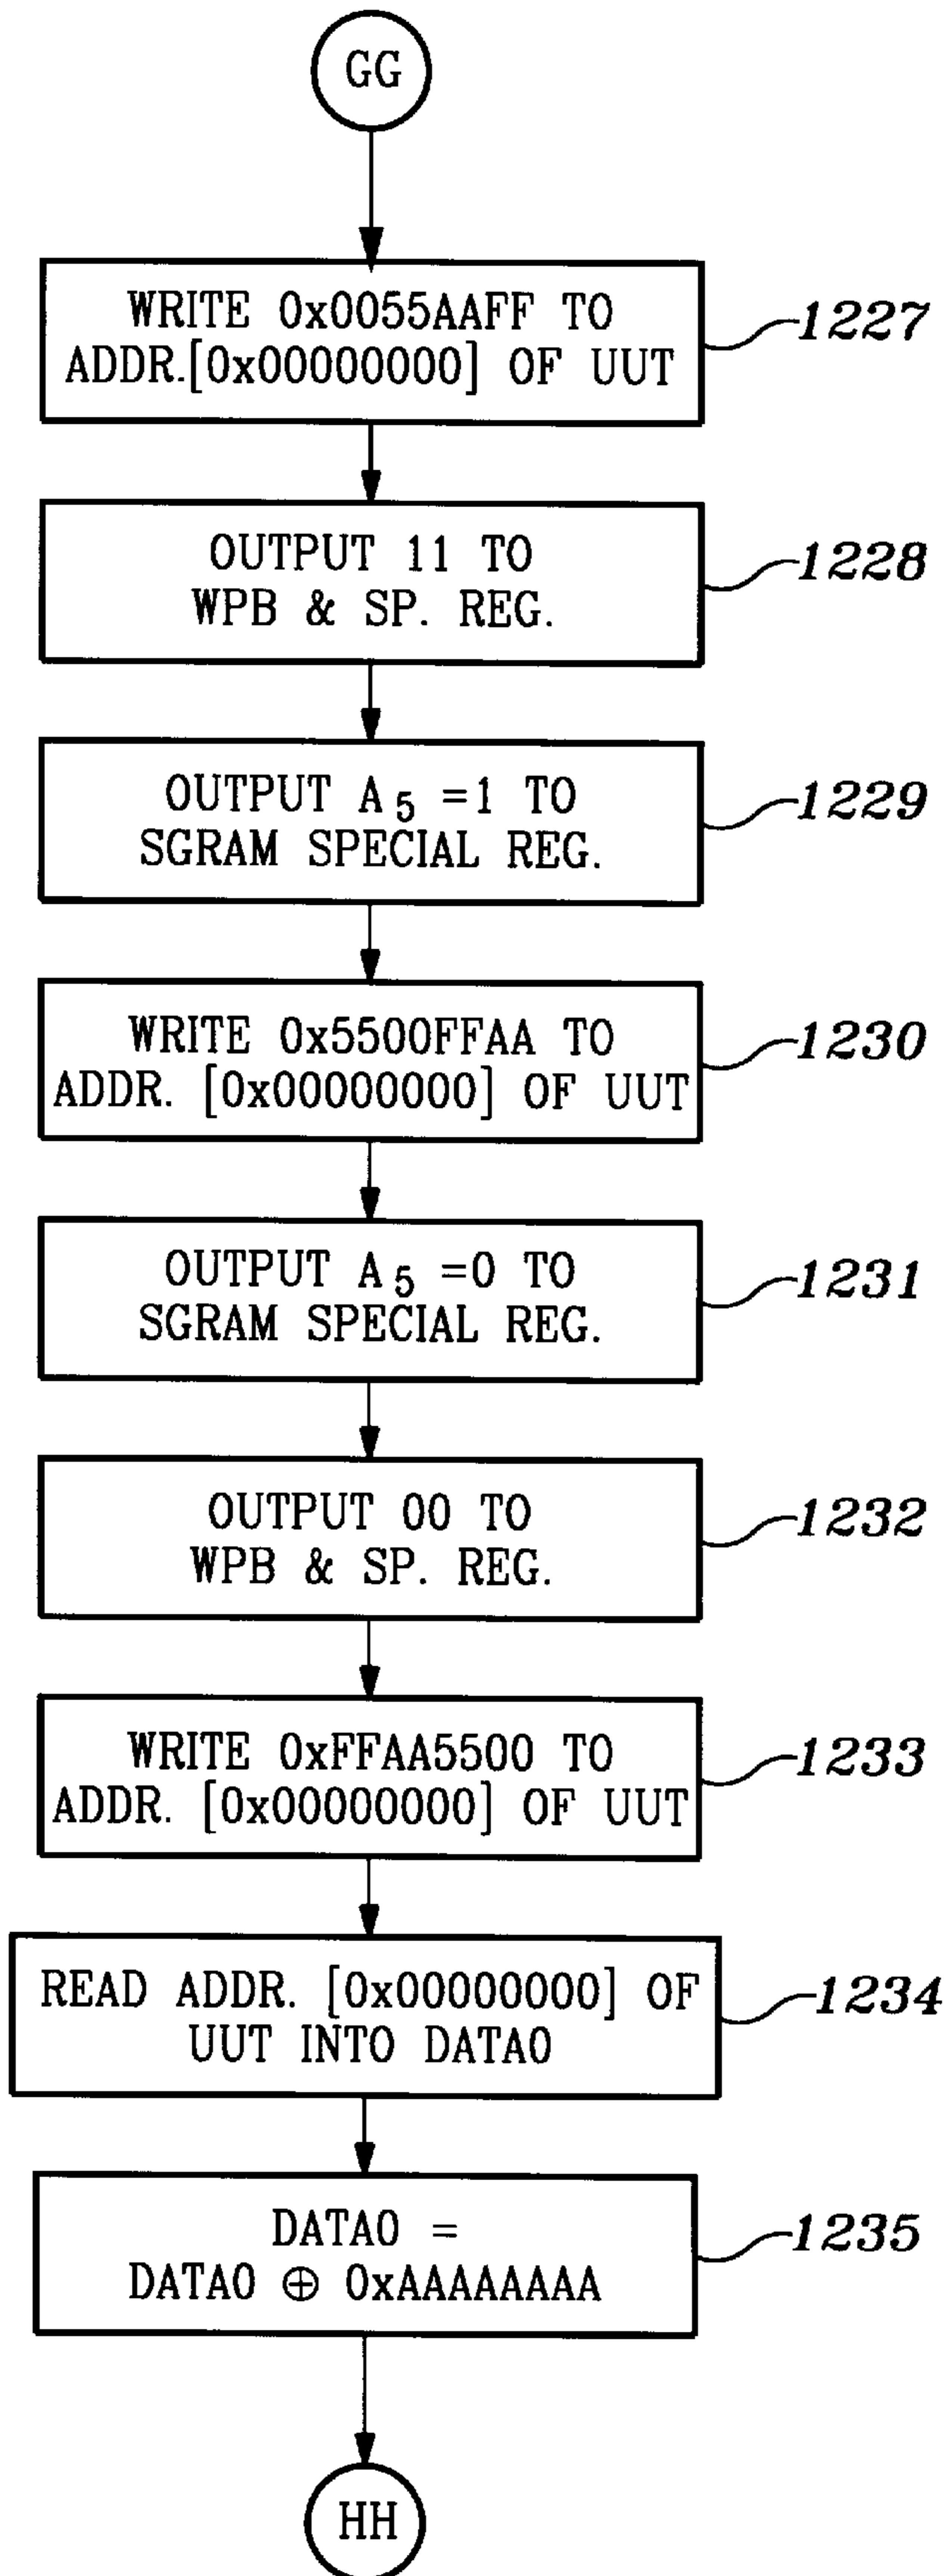 GG
WRITE 0x0055AAFF TO
ADDR.[0x00000000] OF UUT
1227
OUTPUT 11 TO
WPB & SP. REG.
1228
OUTPUT A5 =1 TO
SGRAM SPECIAL REG.
1229
WRITE 0x5500FFAA TO
ADDR. [0x00000000] OF UUT
1230
OUTPUT A5 =0 TO
SGRAM SPECIAL REG.
1231
OUTPUT 00 TO
WPB & SP. REG.
1232
WRITE 0xFFAA5500 TO
ADDR. [0x00000000] OF UUT
1233
READ ADDR. [0x00000000] OF
UUT INTO DATA0
1234
DATA0 =
DATA0 ⊕ 0xAAAAAAAA
1235
HH